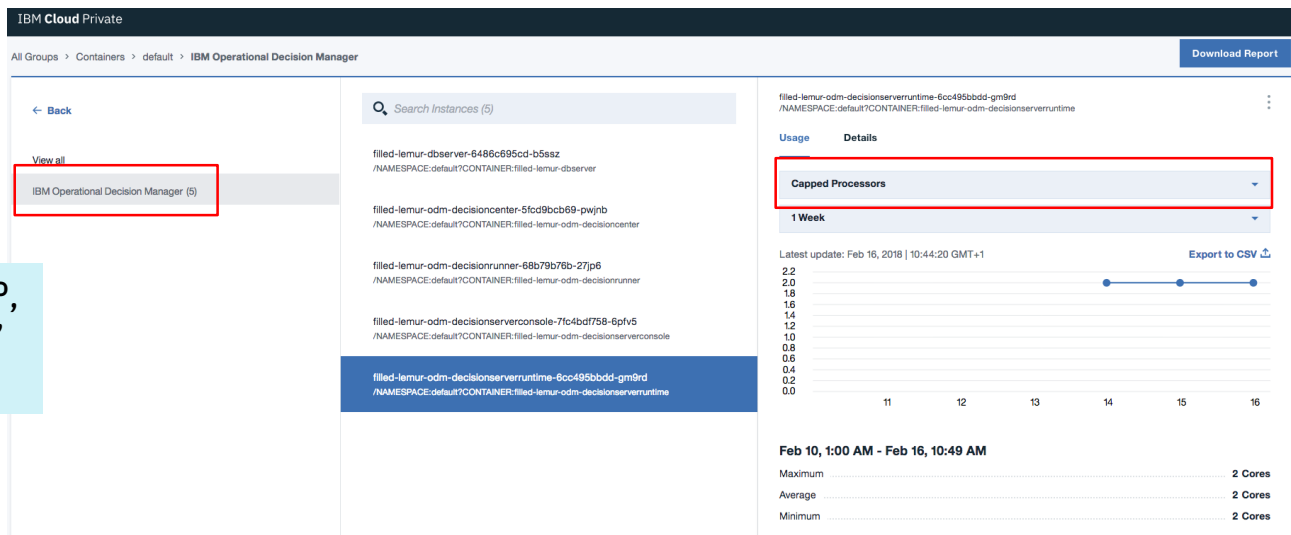 IBM Cloud Private
All Groups > Containers > default > IBM Operational Decision Manager
Download Report
← Back
View all
IBM Operational Decision Manager (5)
,
,
Search Instances (5)
filled-lemur-dbserver-6486c695cd-b5ssz
/NAMESPACE:default?CONTAINER:filled-lemur-dbserver
filled-lemur-odm-decisioncenter-5fcd9bcb69-pwjnb
/NAMESPACE:default?CONTAINER:filled-lemur-odm-decisioncenter
filled-lemur-odm-decisionrunner-68b79b76b-27jp6
/NAMESPACE:default?CONTAINER:filled-lemur-odm-decisionrunner
filled-lemur-odm-decisionserverconsole-7fc4bdf758-6pfv5
/NAMESPACE:default?CONTAINER:filled-lemur-odm-decisionserverconsole
filled-lemur-odm-decisionserverruntime-6cc495bbdd-gm9rd
/NAMESPACE:default?CONTAINER:filled-lemur-odm-decisionserverruntime
filled-lemur-odm-decisionserverruntime-6cc495bbdd-gm9rd
/NAMESPACE:default?CONTAINER:filled-lemur-odm-decisionserverruntime
Usage Details
Capped Processors
1 Week
Latest update: Feb 16, 2018 | 10:44:20 GMT+1 Export to CSV
2.2
2.0
1.8
1.6
1.4
1.2
1.0
0.8
0.6
0.4
0.2
0.0
11 12 13 14 15 16
Feb 10, 1:00 AM - Feb 16, 10:49 AM
Maximum 2 Cores
Average 2 Cores
Minimum 2 Cores